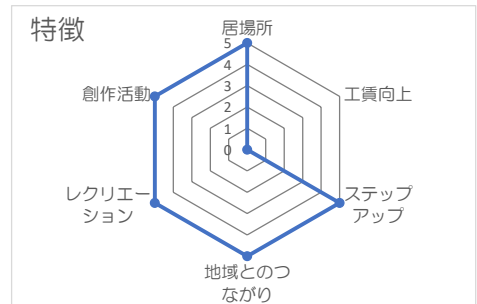 特徴
居場所
5
4
3
2
1
0
工賃向上
ステップ
アップ
地域とのつ
ながり
レクリエー
ション
創作活動